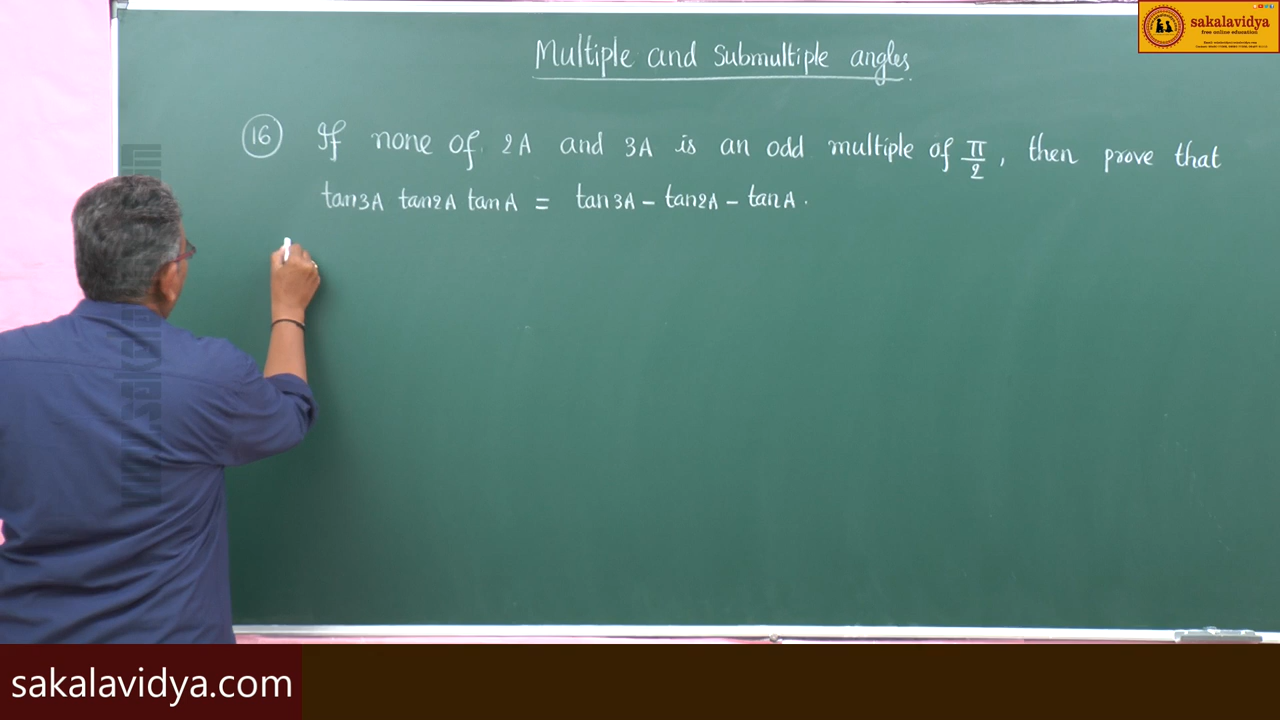 sakalavidya
free online education
Multiple and Submultiple angles.
16 If none of 2A and 3A is an odd multiple of π/2, then prove that
tan3A tan2A tanA = tan3A - tan2A - tanA.
sakalavidya.com